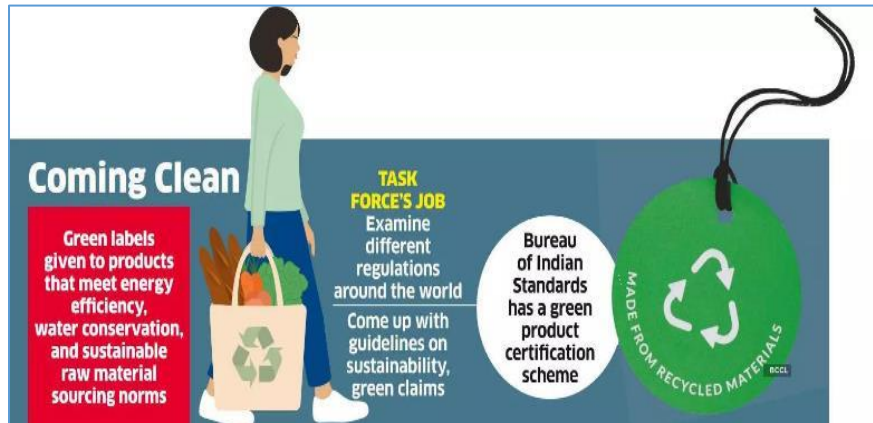 Coming Clean
Green labels
given to products
that meet energy
efficiency,
water conservation,
and sustainable
raw material
sourcing norms
TASK
FORCE'S JOB
Examine
different
regulations
around the world
Come up with
guidelines on
sustainability,
green claims
Bureau
of Indian
Standards
has a green
product
certification
scheme
MADE FROM RECYCLED MATERIALS
BCCL